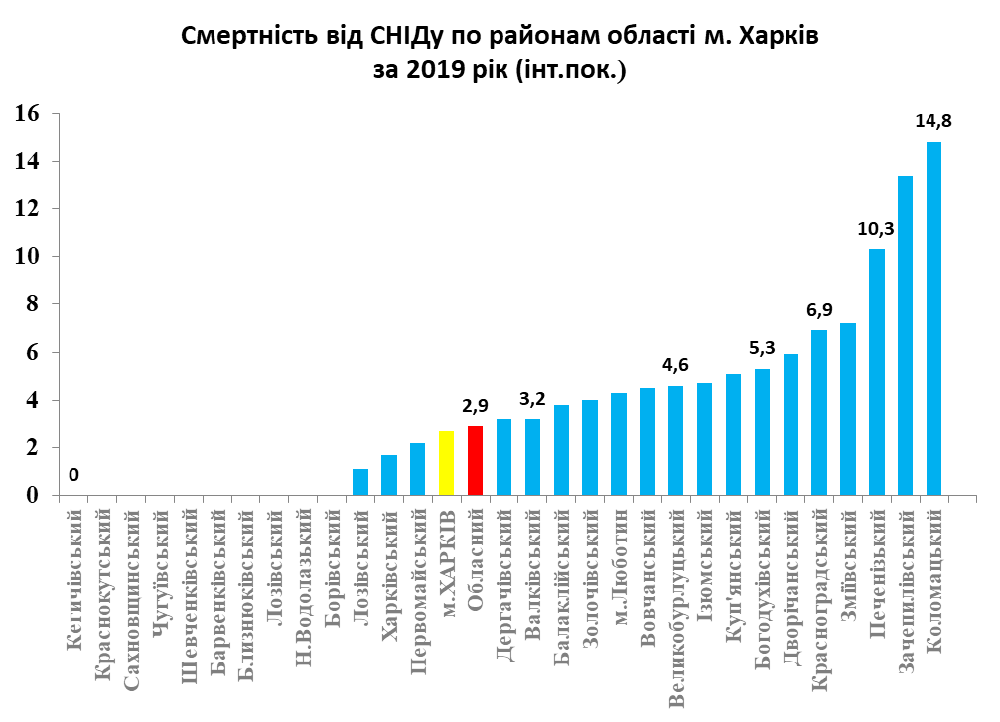 Смертність від СНІДу по районам області м. Харків
за 2019 рік (інт.пок.)
16
14
12
10
8
6
4
2
0
0
2,9
3,2
4,6
5,3
6,9
10,3
14,8
Кегичівський
Краснокутський
Сахновщинський
Чугуївський
Шевченківський
Барвенківський
Близнюківський
Лозівський
Н.Водолазький
Борівський
Лозівський
Харківський
Первомайський
м.ХАРКІВ
Обласний
Дергачівський
Валківський
Балаклійський
Золочівський
м.Люботин
Вовчанський
Великобурлуцький
Ізюмський
Куп'янський
Богодухівський
Дворічанський
Красноградський
Зміївський
Печенізький
Зачепилівський
Коломацький